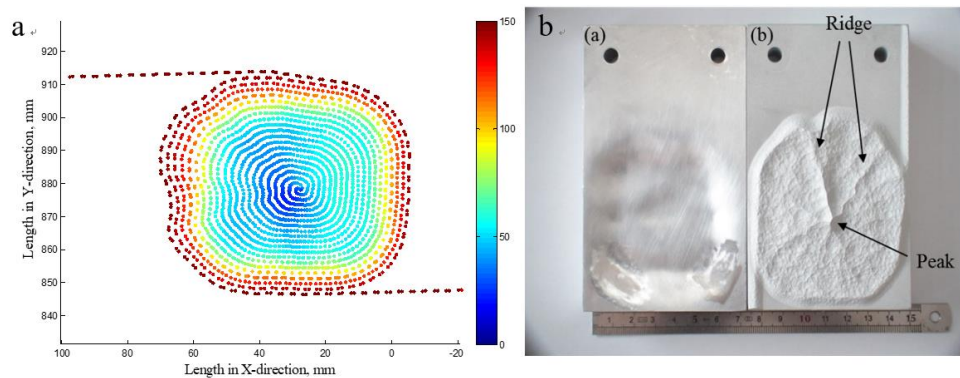 a
920
910
900
890
880
870
860
850
840
Length in Y-direction, mm
100 80 60 40 20 0 -20
Length in X-direction, mm
150
100
50
0
b
(a) (b)
Ridge
Peak
1 2 3 4 5 6 7 8 9 10 11 12 13 14 15